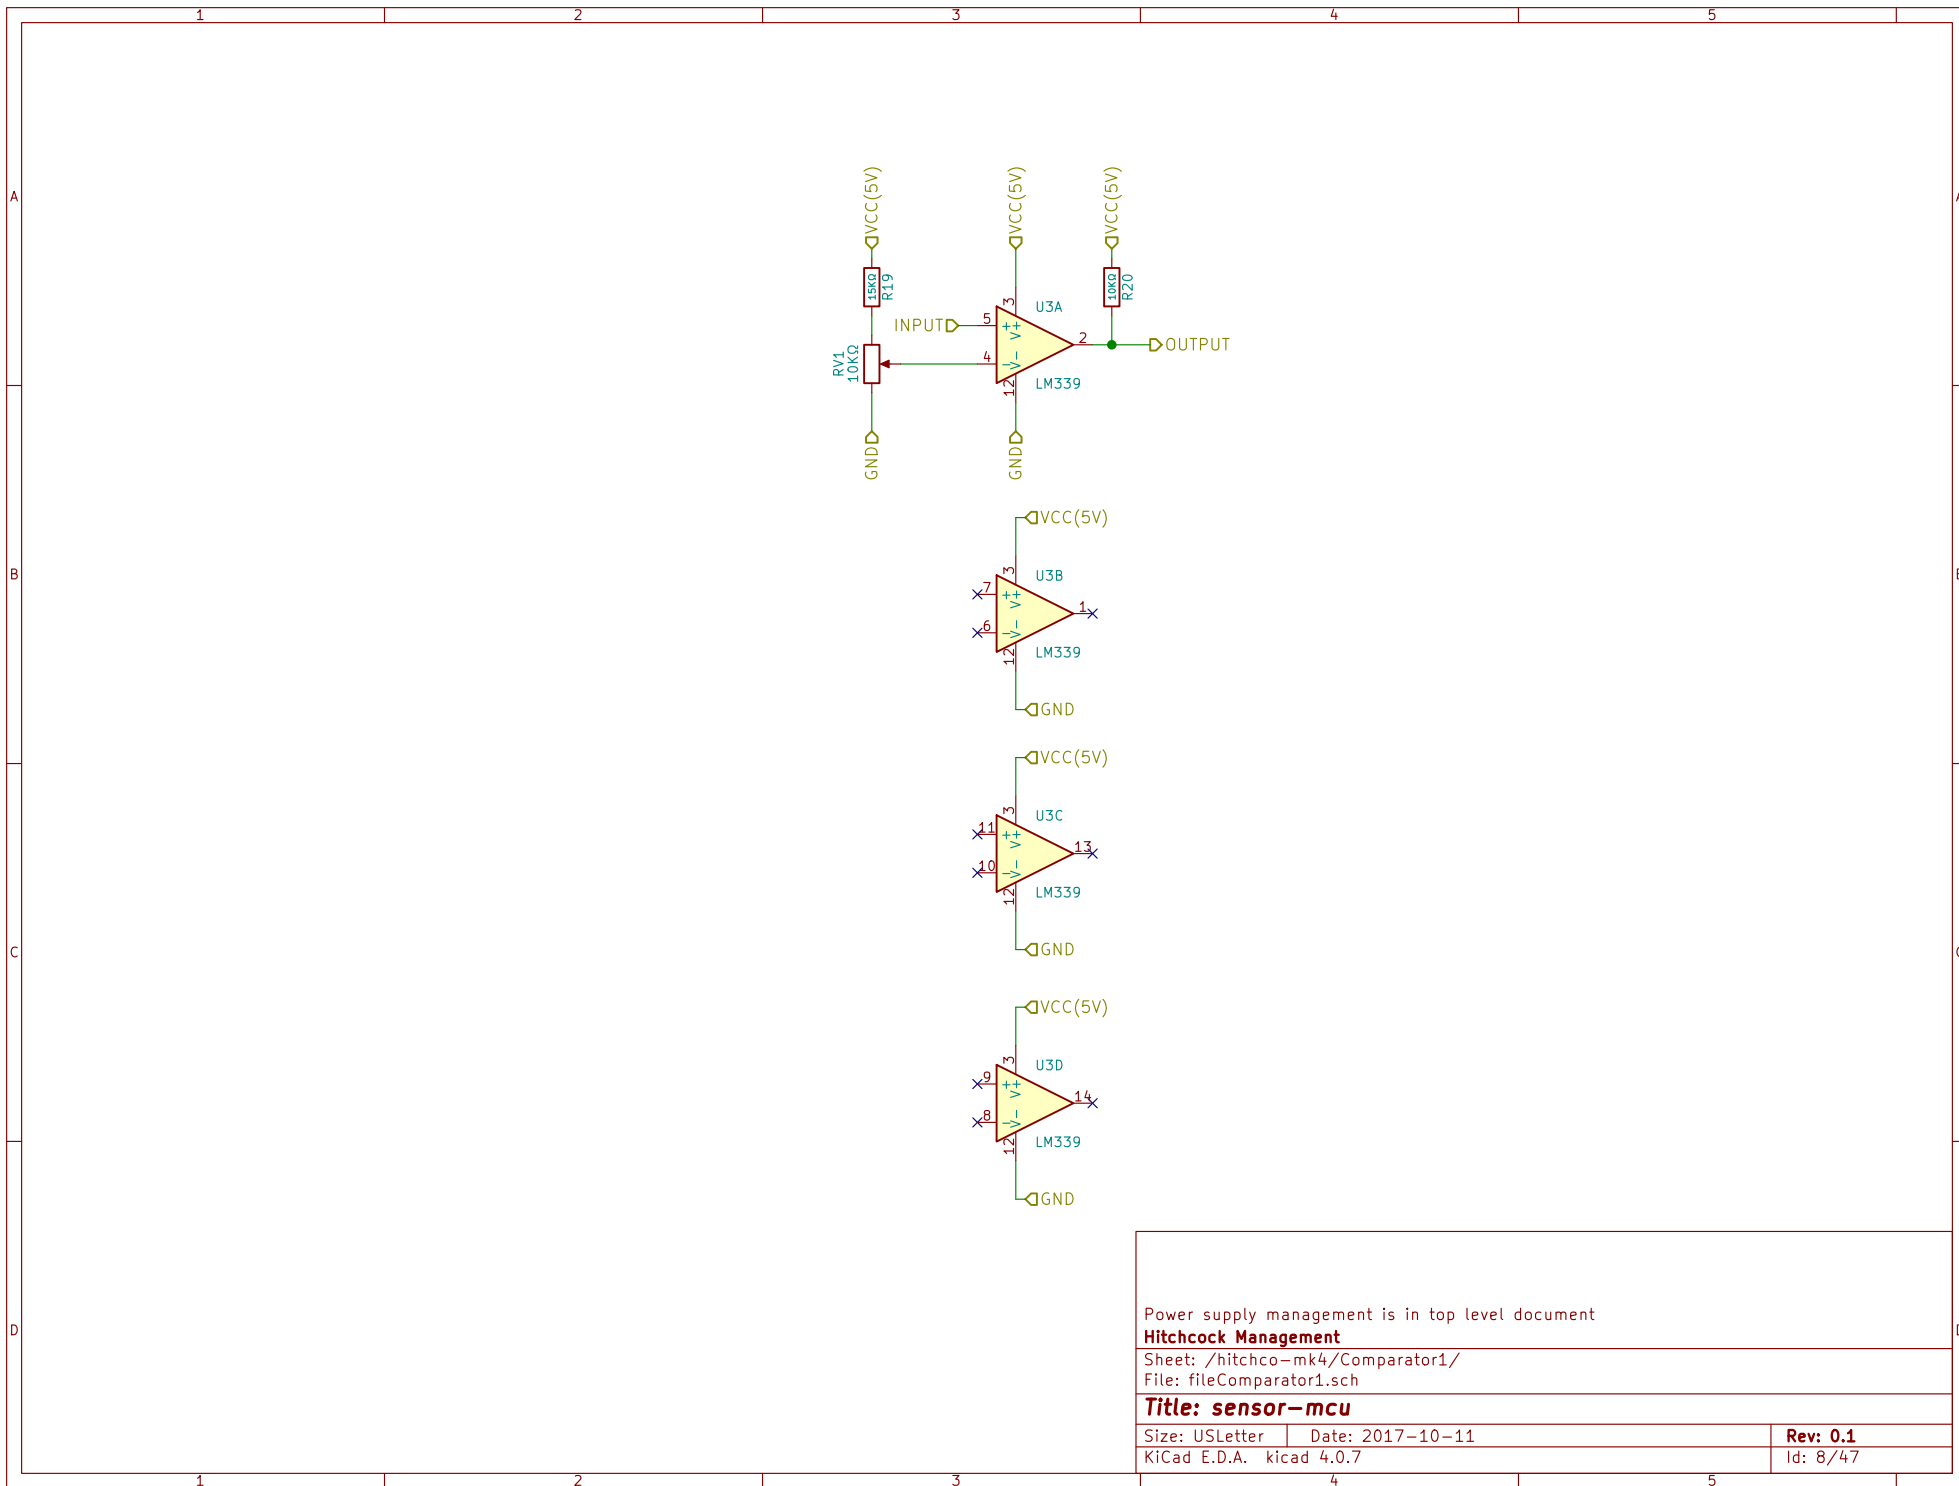 1 2 3 4 5
A
B
C
D
VCC(5V)
VCC(5V)
VCC(5V)
15KΩ
R19
10KΩ
R20
RV1
10KΩ
INPUT
5
4
3
12
+
V+
V-
-
U3A
LM339
2
OUTPUT
GND
GND
VCC(5V)
3
U3B
7
6
+
V+
V-
-
1
LM339
12
GND
VCC(5V)
3
U3C
11
10
+
V+
V-
-
13
LM339
12
GND
VCC(5V)
3
U3D
9
8
+
V+
V-
-
14
LM339
12
GND
Power supply management is in top level document
Hitchcock Management
Sheet: /hitchco-mk4/Comparator1/
File: fileComparator1.sch
Title: sensor-mcu
Size: USLetter Date: 2017-10-11 Rev: 0.1
KiCad E.D.A. kicad 4.0.7 Id: 8/47
1 2 3 4 5